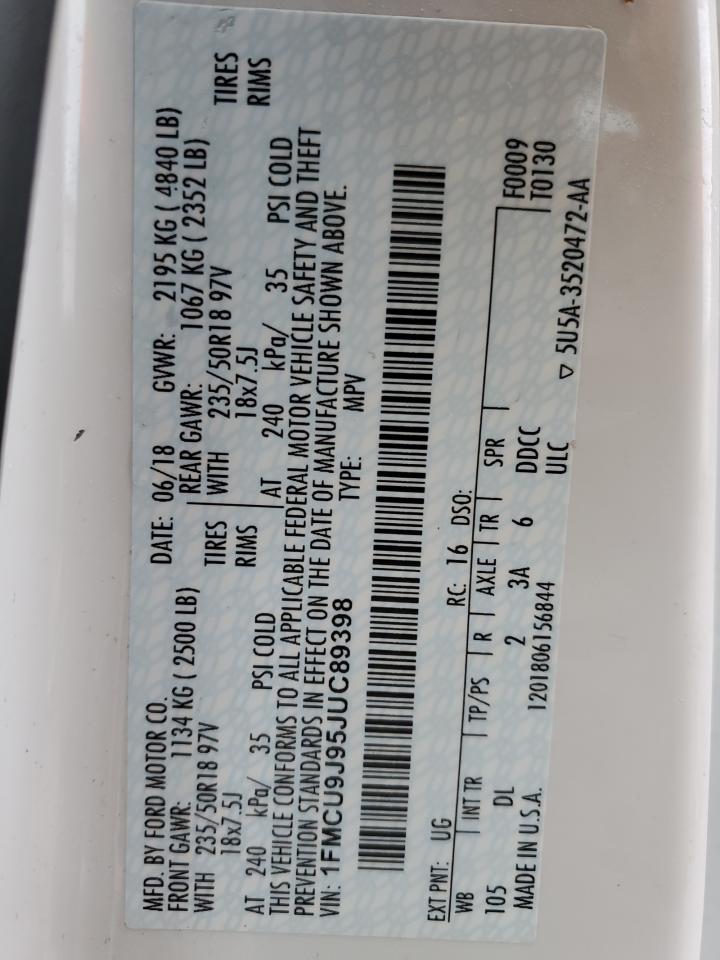 MFD. BY FORD MOTOR CO.
DATE: 06/18 GVWR: 2195 KG ( 4840 LB)
FRONT GAWR: 1134 KG ( 2500 LB) REAR GAWR: 1067 KG ( 2352 LB)
WITH 235/50R18 97V TIRES WITH 235/50R18 97V TIRES
18x7.5J RIMS 18x7.5J RIMS
AT 240 kPa/ 35 PSI COLD AT 240 kPa/ 35 PSI COLD
THIS VEHICLE CONFORMS TO ALL APPLICABLE FEDERAL MOTOR VEHICLE SAFETY AND THEFT
PREVENTION STANDARDS IN EFFECT ON THE DATE OF MANUFACTURE SHOWN ABOVE.
VIN: 1FMCU9J95JUC89398 TYPE: MPV
EXT PNT: UG RC: 16 DSO: F0009
T0130
WB INT TR TP/PS R AXLE TR SPR
105 DL 2 3A 6 DDCC
MADE IN U.S.A. 1201806156844 ULC
▽ 5U5A-3520472-AA